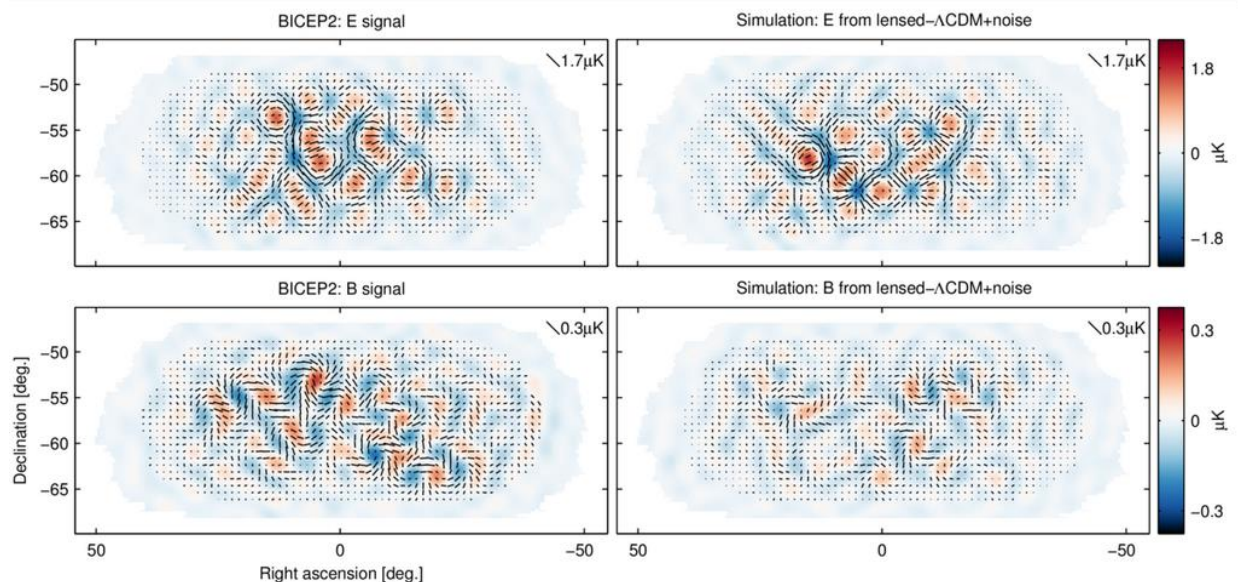 BICEP2: E signal
Simulation: E from lensed−ΛCDM+noise
1.7μK
1.7μK
−50
−55
−60
−65
1.8
0
−1.8
μK
BICEP2: B signal
Simulation: B from lensed−ΛCDM+noise
0.3μK
0.3μK
−50
−55
−60
−65
0.3
0
−0.3
μK
Declination [deg.]
50
0
−50
50
0
−50
Right ascension [deg.]